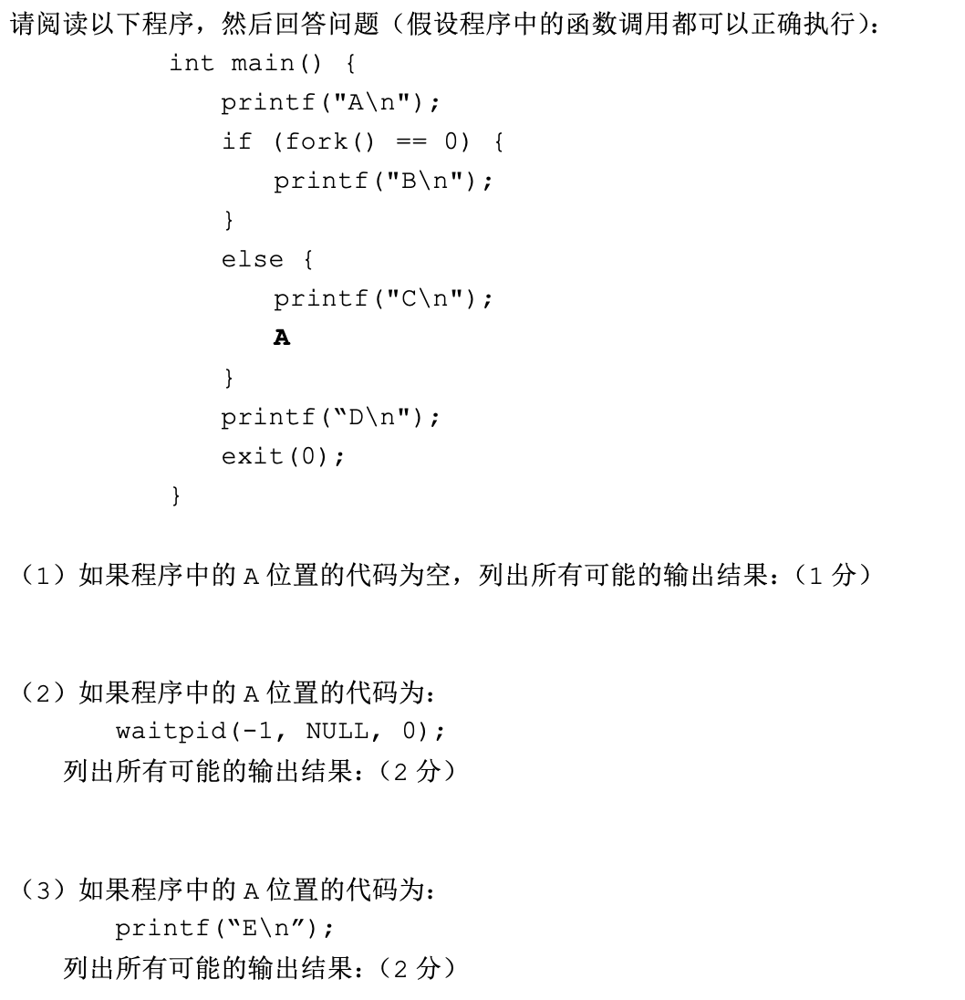 请阅读以下程序，然后回答问题（假设程序中的函数调用都可以正确执行）：
int main() {
printf("A\n");
if (fork() == 0) {
printf("B\n");
}
else {
printf("C\n");
A
}
printf(“D\n");
exit(0);
}
（1）如果程序中的 A 位置的代码为空，列出所有可能的输出结果：（1 分）
（2）如果程序中的 A 位置的代码为：
waitpid(-1, NULL, 0);
列出所有可能的输出结果：（2 分）
（3）如果程序中的 A 位置的代码为：
printf(“E\n”);
列出所有可能的输出结果：（2 分）